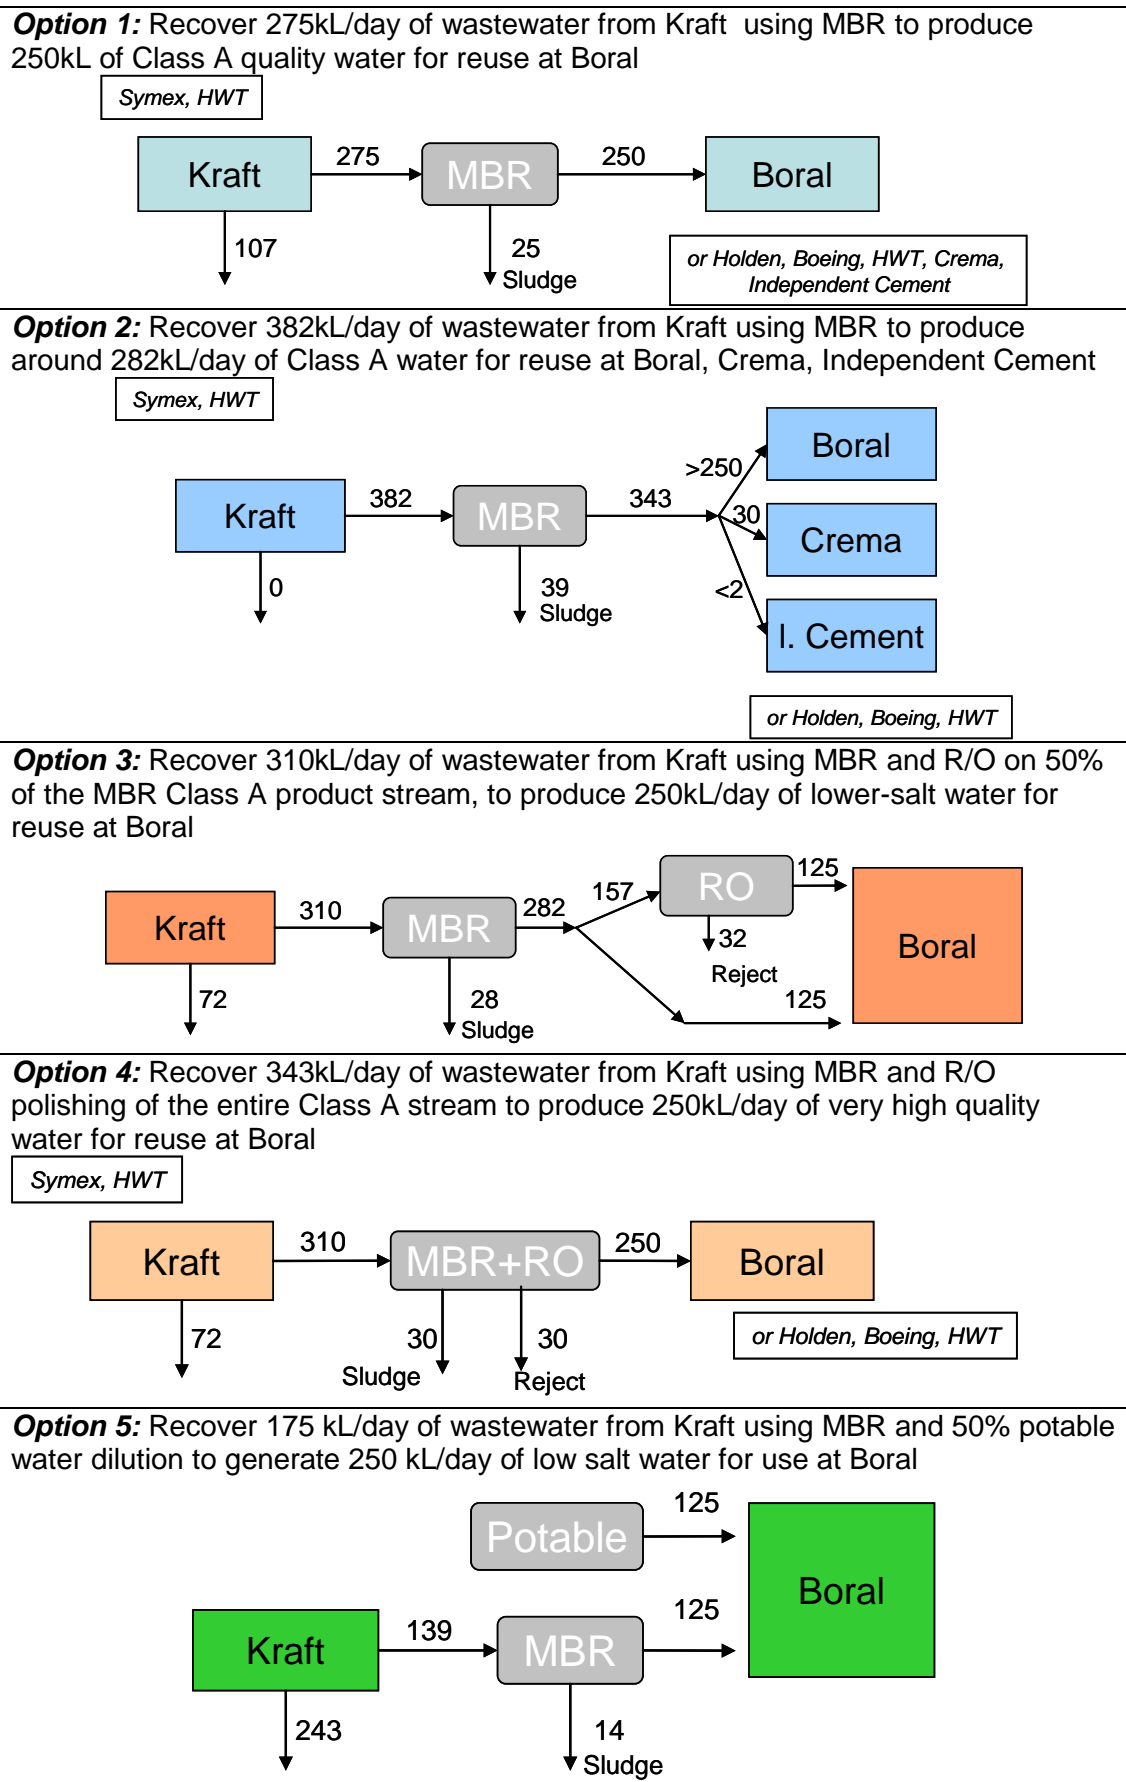 Option 1: Recover 275kL/day of wastewater from Kraft using MBR to produce
250kL of Class A quality water for reuse at Boral
Symex, HWT
Kraft
275
MBR
250
Boral
107
25
Sludge
or Holden, Boeing, HWT, Crema,
Independent Cement
Option 2: Recover 382kL/day of wastewater from Kraft using MBR to produce
around 282kL/day of Class A water for reuse at Boral, Crema, Independent Cement
Symex, HWT
Kraft
382
MBR
343
>250
Boral
30
Crema
<2
I. Cement
0
39
Sludge
or Holden, Boeing, HWT
Option 3: Recover 310kL/day of wastewater from Kraft using MBR and R/O on 50%
of the MBR Class A product stream, to produce 250kL/day of lower-salt water for
reuse at Boral
Kraft
310
MBR
282
157
RO
125
Boral
32
Reject
125
72
28
Sludge
Option 4: Recover 343kL/day of wastewater from Kraft using MBR and R/O
polishing of the entire Class A stream to produce 250kL/day of very high quality
water for reuse at Boral
Symex, HWT
Kraft
310
MBR+RO
250
Boral
72
30
Sludge
30
Reject
or Holden, Boeing, HWT
Option 5: Recover 175 kL/day of wastewater from Kraft using MBR and 50% potable
water dilution to generate 250 kL/day of low salt water for use at Boral
Potable
125
Boral
Kraft
139
MBR
125
243
14
Sludge